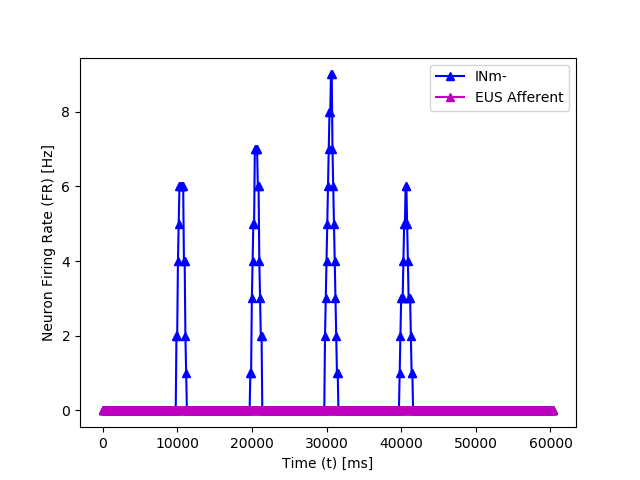 INm-
EUS Afferent
Neuron Firing Rate (FR) [Hz]
8
6
4
2
0
0 10000 20000 30000 40000 50000 60000
Time (t) [ms]